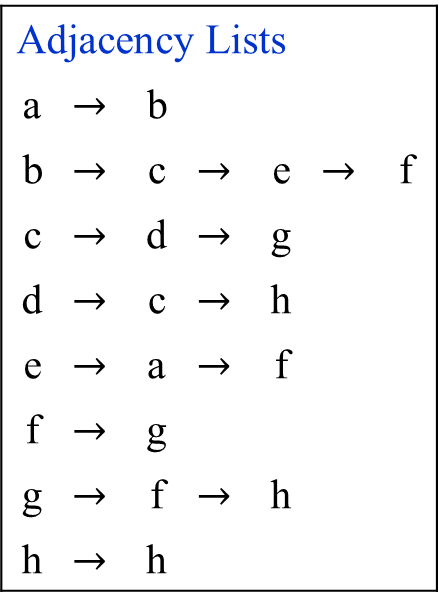 Adjacency Lists
a → b
b → c → e → f
c → d → g
d → c → h
e → a → f
f → g
g → f → h
h → h